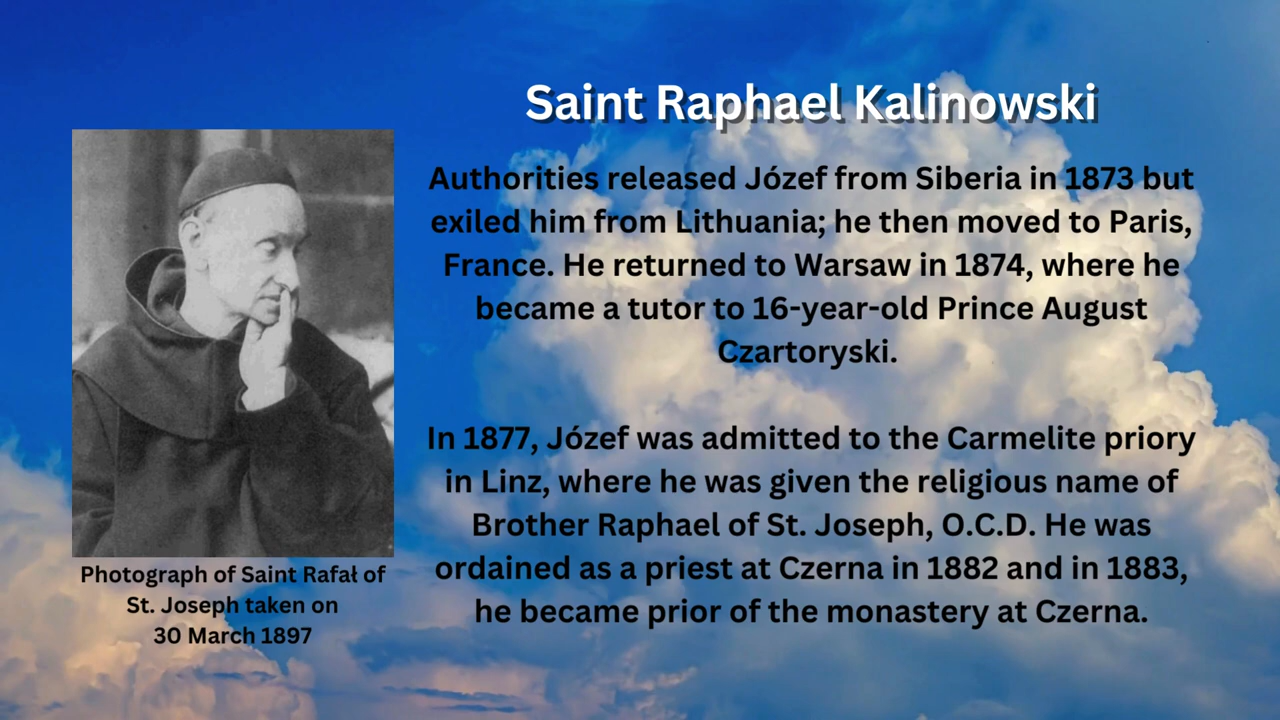 Saint Raphael Kalinowski
Authorities released Józef from Siberia in 1873 but
exiled him from Lithuania; he then moved to Paris,
France. He returned to Warsaw in 1874, where he
became a tutor to 16-year-old Prince August
Czartoryski.
In 1877, Józef was admitted to the Carmelite priory
in Linz, where he was given the religious name of
Brother Raphael of St. Joseph, O.C.D. He was
ordained as a priest at Czerna in 1882 and in 1883,
he became prior of the monastery at Czerna.
Photograph of Saint Rafał of
St. Joseph taken on
30 March 1897